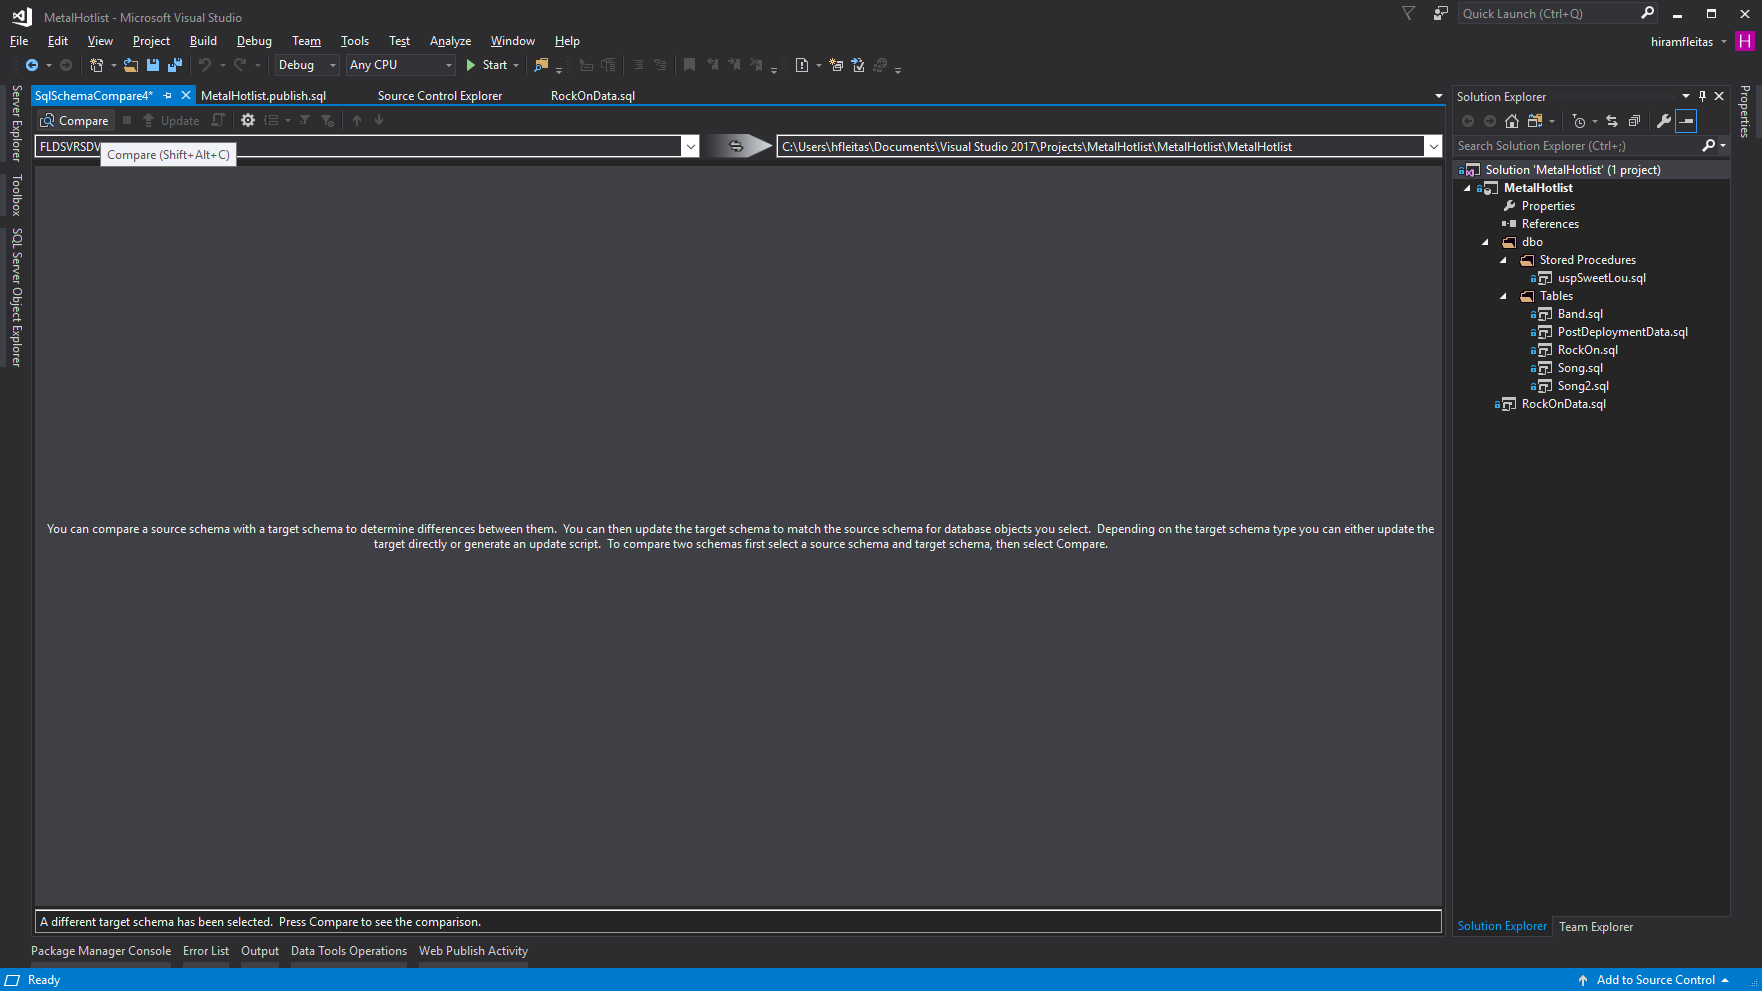 MetalHotlist - Microsoft Visual Studio
Quick Launch (Ctrl+Q)
File Edit View Project Build Debug Team Tools Test Analyze Window Help
hiramfleitas H
Debug Any CPU Start
SqlSchemaCompare4* MetalHotlist.publish.sql Source Control Explorer RockOnData.sql
Compare Update
FLDSVRSDV
C:\Users\hfleitas\Documents\Visual Studio 2017\Projects\MetalHotlist\MetalHotlist\MetalHotlist
Compare (Shift+Alt+C)
Server Explorer
Toolbox
SQL Server Object Explorer
You can compare a source schema with a target schema to determine differences between them.  You can then update the target schema to match the source schema for database objects you select.  Depending on the target schema type you can either update the
target directly or generate an update script.  To compare two schemas first select a source schema and target schema, then select Compare.
A different target schema has been selected.  Press Compare to see the comparison.
Solution Explorer
Search Solution Explorer (Ctrl+;)
Solution 'MetalHotlist' (1 project)
MetalHotlist
Properties
References
dbo
Stored Procedures
uspSweetLou.sql
Tables
Band.sql
PostDeploymentData.sql
RockOn.sql
Song.sql
Song2.sql
RockOnData.sql
Solution Explorer Team Explorer
Properties
Package Manager Console Error List Output Data Tools Operations Web Publish Activity
Ready
Add to Source Control